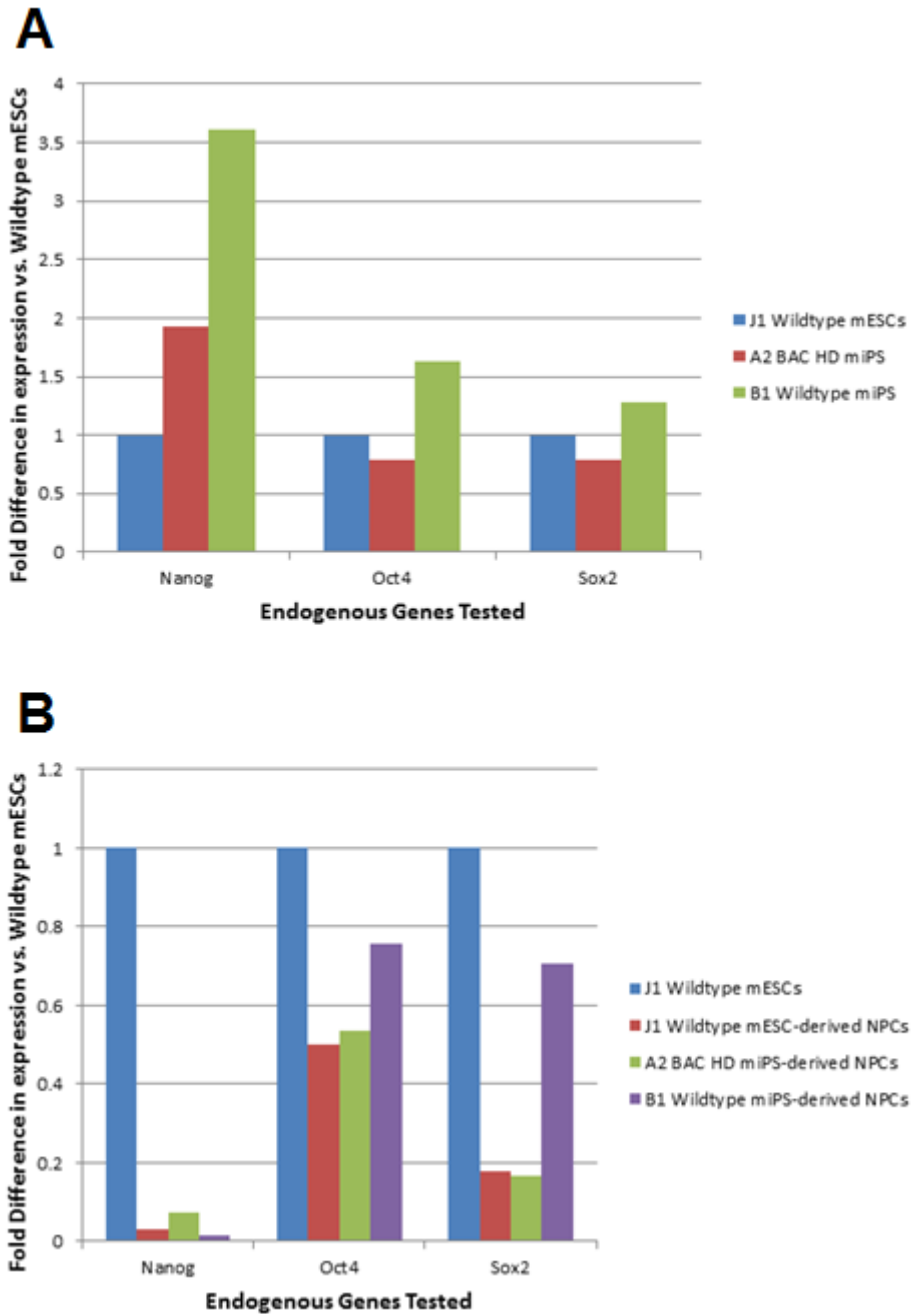 A
Fold Difference in expression vs. Wildtype mESCs
4
3.5
3
2.5
2
1.5
1
0.5
0
Nanog
Oct4
Sox2
Endogenous Genes Tested
J1 Wildtype mESCs
A2 BAC HD miPS
B1 Wildtype miPS
B
Fold Difference in expression vs. Wildtype mESCs
1.2
1
0.8
0.6
0.4
0.2
0
Nanog
Oct4
Sox2
Endogenous Genes Tested
J1 Wildtype mESCs
J1 Wildtype mESC-derived NPCs
A2 BAC HD miPS-derived NPCs
B1 Wildtype miPS-derived NPCs